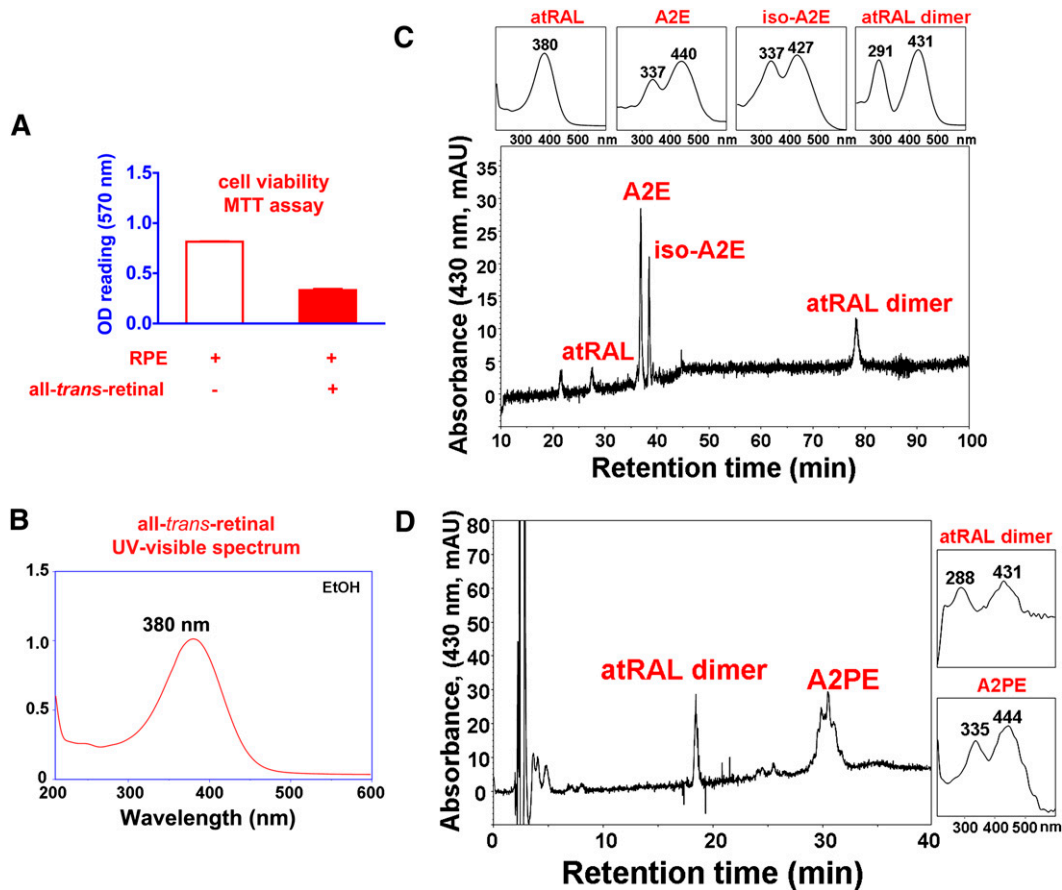 A
cell viability
MTT assay
OD reading (570 nm)
1.5
1.0
0.5
0.0
RPE + +
all-trans-retinal - +
B
all-trans-retinal
UV-visible spectrum
EtOH
380 nm
1.5
1.0
0.5
0
200 300 400 500 600
Wavelength (nm)
C
atRAL A2E iso-A2E atRAL dimer
380
337 440
337 427
291 431
300 400 500 nm 300 400 500 nm 300 400 500 nm 300 400 500 nm
Absorbance (430 nm, mAU)
35
30
25
20
15
10
5
0
A2E
iso-A2E
atRAL
atRAL dimer
10 20 30 40 50 60 70 80 90 100
Retention time (min)
D
Absorbance, (430 nm, mAU)
80
70
60
50
40
30
20
10
0
atRAL dimer
A2PE
0 10 20 30 40
Retention time (min)
atRAL dimer
288 431
A2PE
335 444
300 400 500 nm